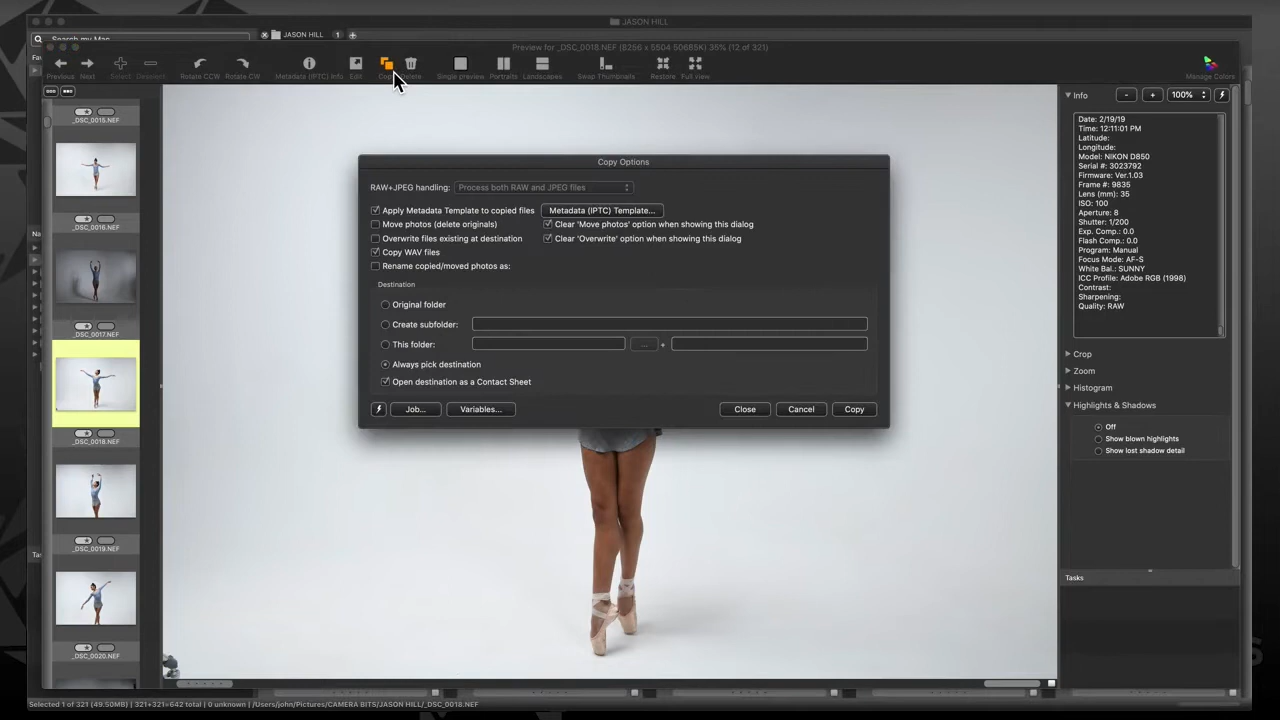 JASON HILL
Search my Mac
JASON HILL 1
Preview for _DSC_0018.NEF (8256 x 5504 50685K) 35% (12 of 321)
Previous Next Select Deselect Rotate CCW Rotate CW Metadata (IPTC) Info Edit Copy Delete Single preview Portraits Landscapes Swap Thumbnails Restore Full view Manage Colors
_DSC_0015.NEF
_DSC_0016.NEF
_DSC_0017.NEF
_DSC_0018.NEF
_DSC_0019.NEF
_DSC_0020.NEF
Copy Options
RAW+JPEG handling: Process both RAW and JPEG files
Apply Metadata Template to copied files Metadata (IPTC) Template...
Move photos (delete originals) Clear 'Move photos' option when showing this dialog
Overwrite files existing at destination Clear 'Overwrite' option when showing this dialog
Copy WAV files
Rename copied/moved photos as:
Destination
Original folder
Create subfolder:
This folder: ... +
Always pick destination
Open destination as a Contact Sheet
Job... Variables... Close Cancel Copy
Info - + 100%
Date: 2/19/19
Time: 12:11:01 PM
Latitude:
Longitude:
Model: NIKON D850
Serial #: 3023792
Firmware: Ver.1.03
Frame #: 9835
Lens (mm): 35
ISO: 100
Aperture: 8
Shutter: 1/200
Exp. Comp.: 0.0
Flash Comp.: 0.0
Program: Manual
Focus Mode: AF-S
White Bal.: SUNNY
ICC Profile: Adobe RGB (1998)
Contrast:
Sharpening:
Quality: RAW
Crop
Zoom
Histogram
Highlights & Shadows
Off
Show blown highlights
Show lost shadow detail
Tasks
Selected 1 of 321 (49.50MB) | 321+321=642 total | 0 unknown | /Users/john/Pictures/CAMERA BITS/JASON HILL/_DSC_0018.NEF